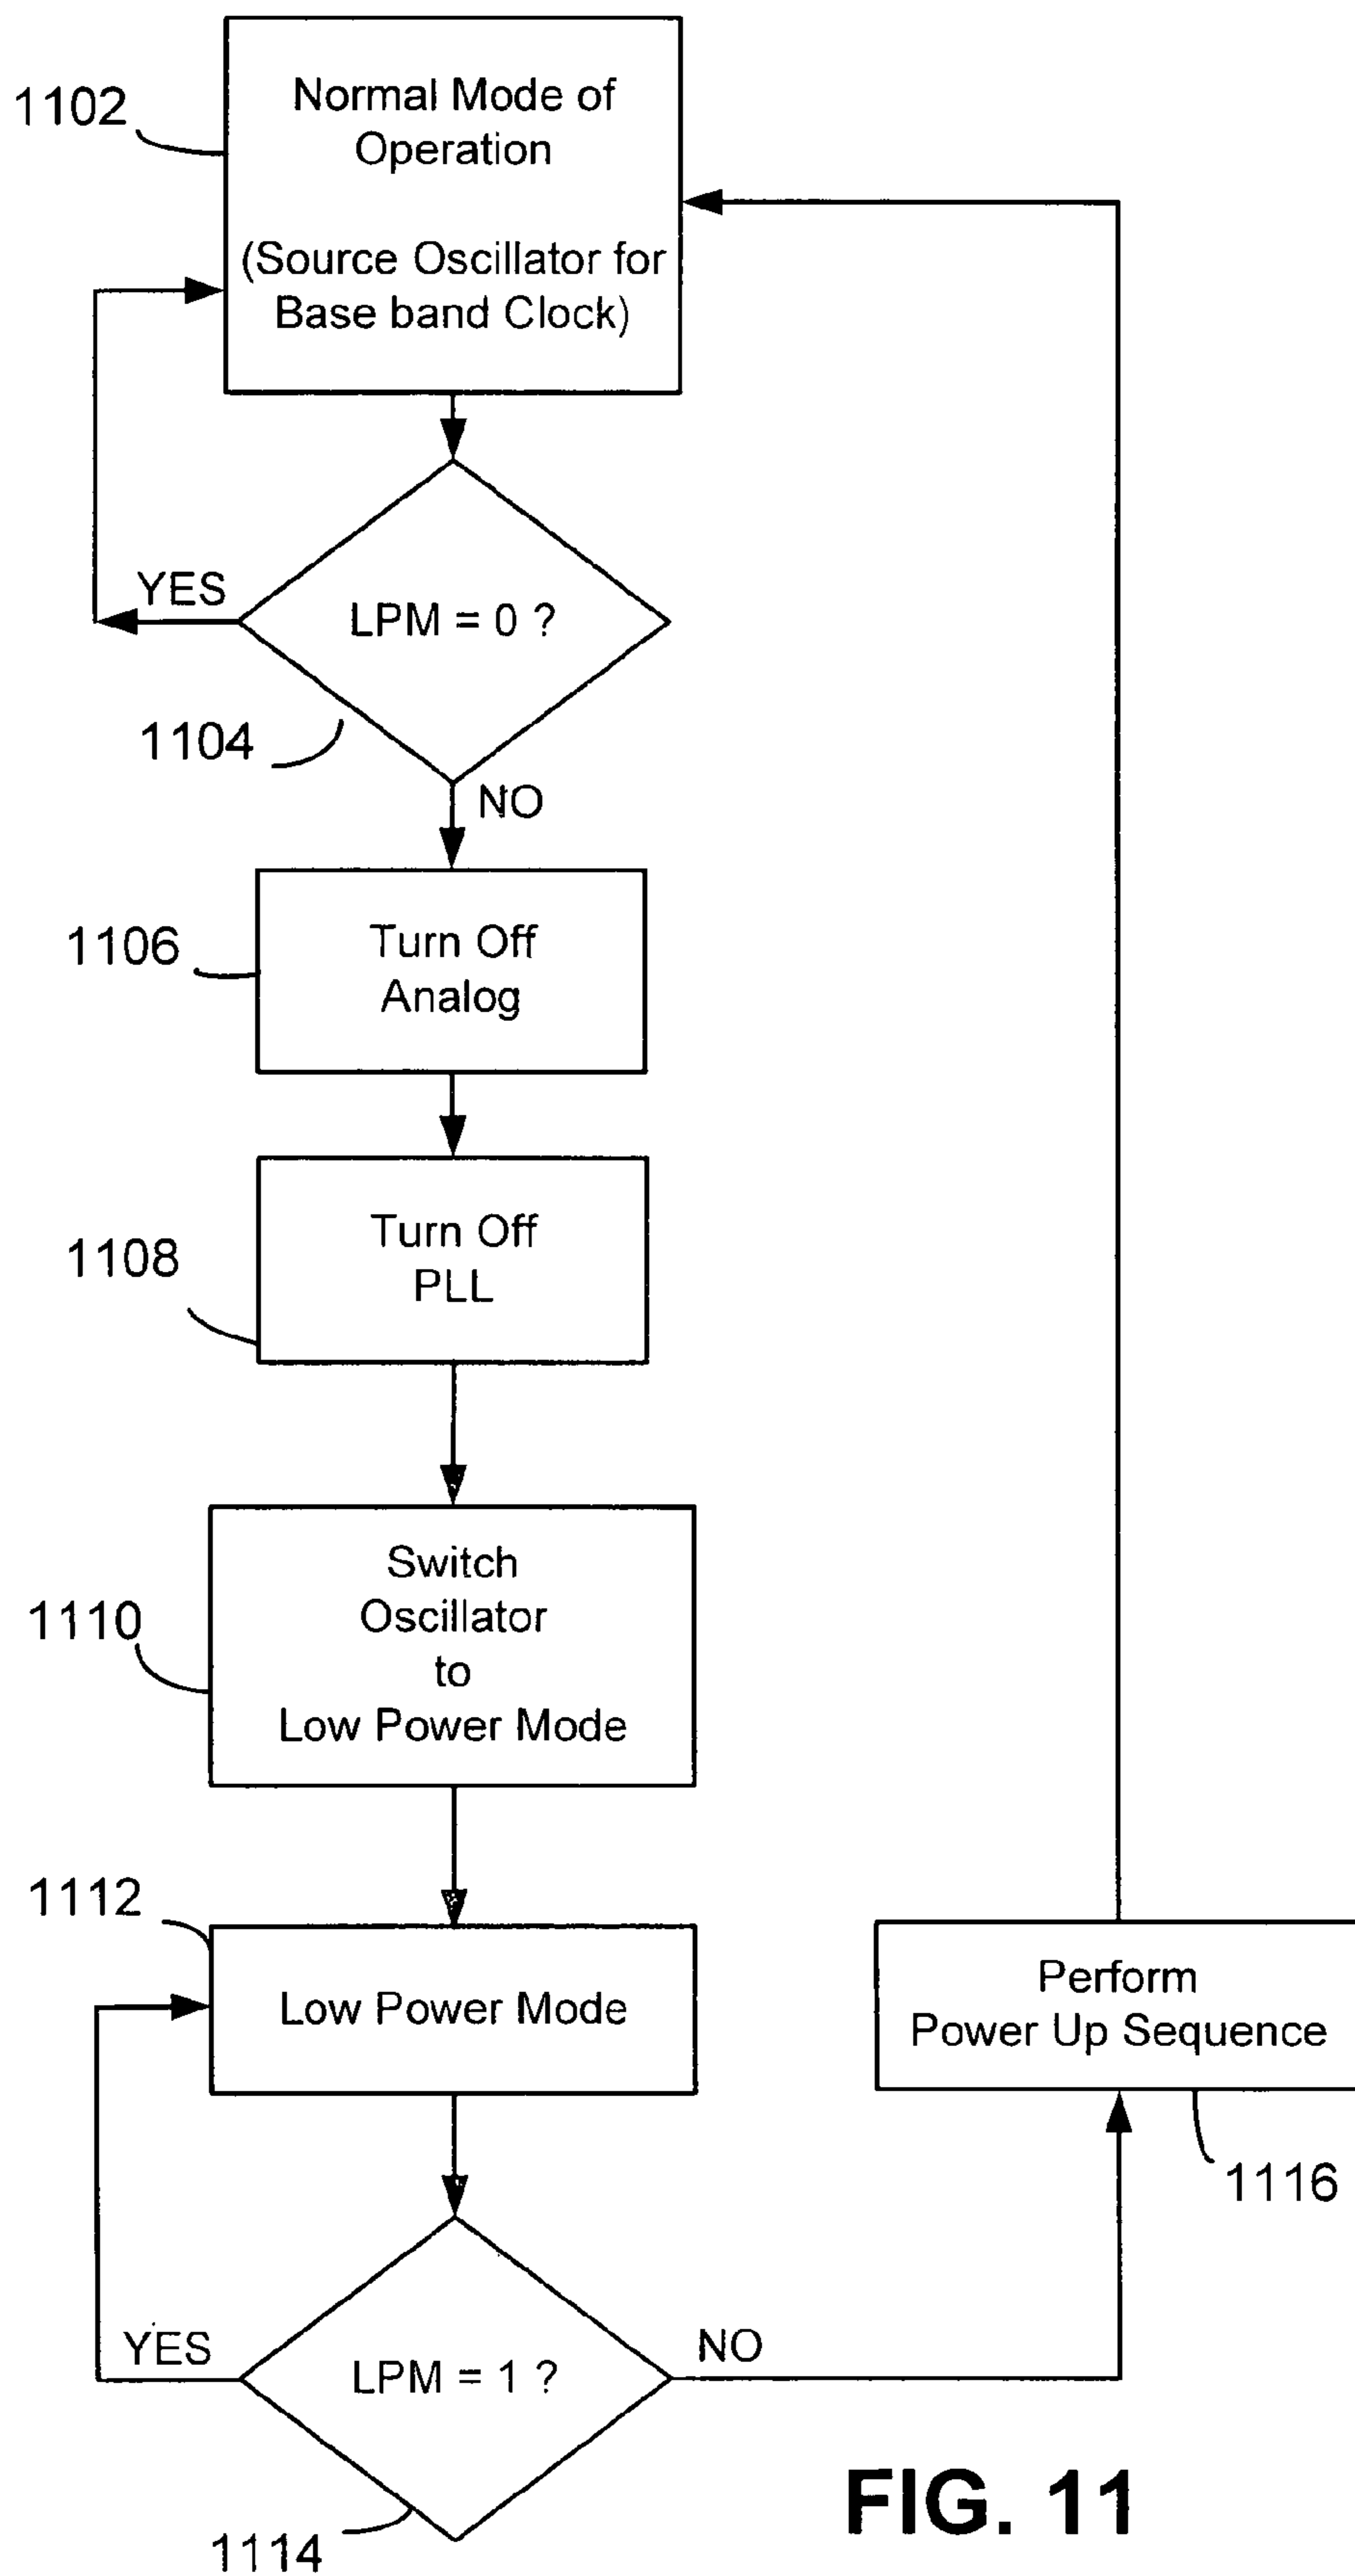 1102
Normal Mode of
Operation
(Source Oscillator for
Base band Clock)
YES
LPM = 0 ?
1104
NO
1106
Turn Off
Analog
1108
Turn Off
PLL
1110
Switch
Oscillator
to
Low Power Mode
1112
Low Power Mode
Perform
Power Up Sequence
1116
YES
LPM = 1 ?
NO
1114
FIG. 11